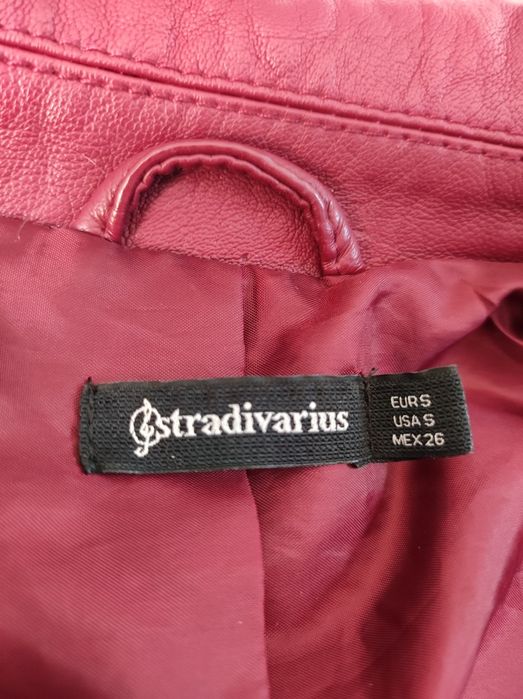 stradivarius
EUR S
USA S
MEX 26